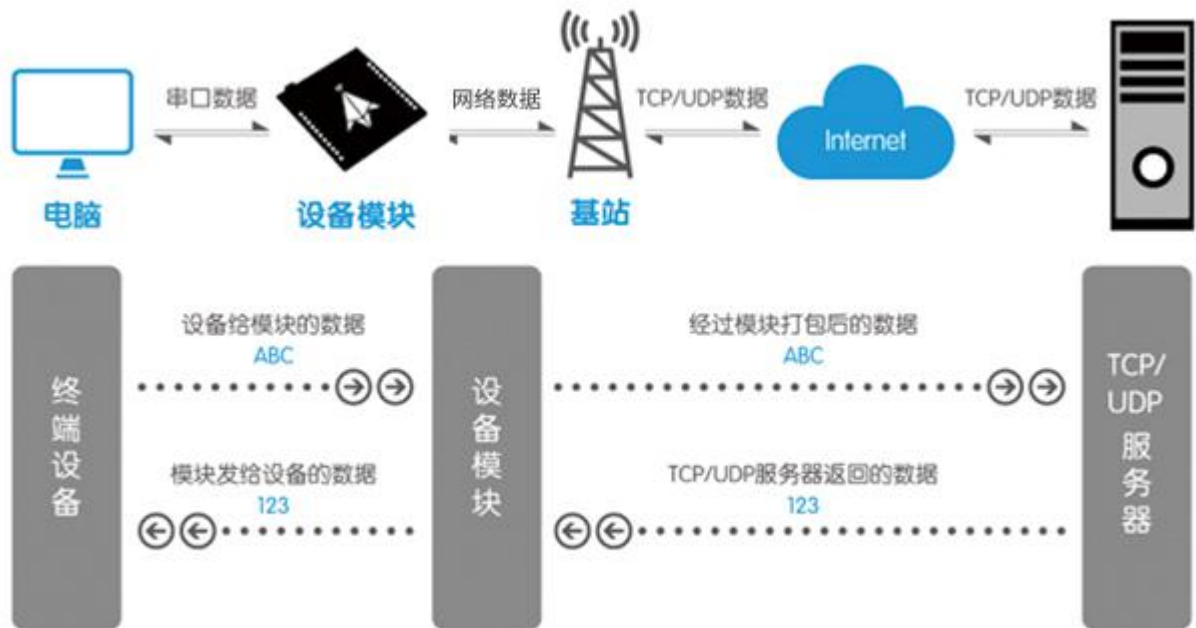 串口数据
网络数据
TCP/UDP数据
TCP/UDP数据
Internet
电脑
设备模块
基站
设备给模块的数据
ABC
经过模块打包后的数据
ABC
终端设备
设备模块
TCP/
UDP
服务器
模块发给设备的数据
123
TCP/UDP服务器返回的数据
123